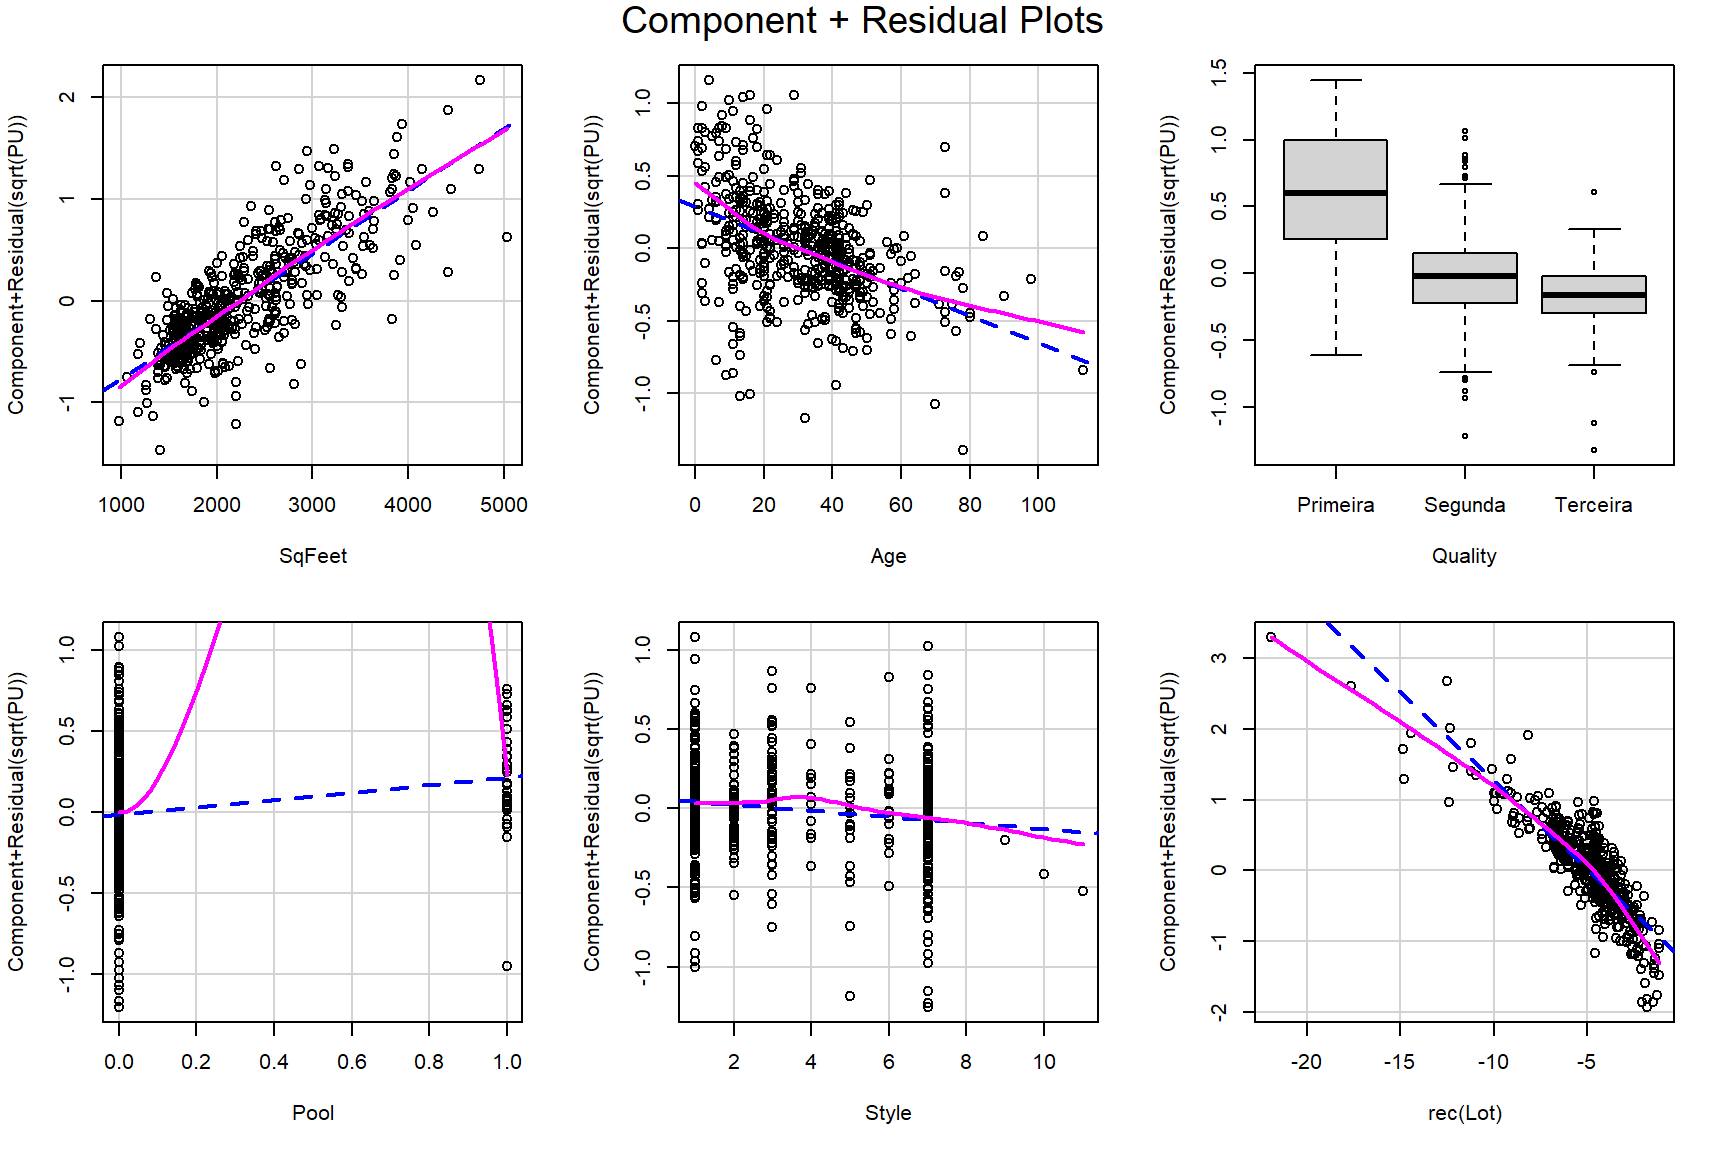 Component + Residual Plots
Component+Residual(sqrt(PU))
2
1
0
-1
1000 2000 3000 4000 5000
SqFeet
Component+Residual(sqrt(PU))
1.0
0.5
0.0
-0.5
-1.0
0 20 40 60 80 100
Age
Component+Residual(sqrt(PU))
1.5
1.0
0.5
0.0
-0.5
-1.0
Primeira Segunda Terceira
Quality
Component+Residual(sqrt(PU))
1.0
0.5
0.0
-0.5
-1.0
0.0 0.2 0.4 0.6 0.8 1.0
Pool
Component+Residual(sqrt(PU))
1.0
0.5
0.0
-0.5
-1.0
2 4 6 8 10
Style
Component+Residual(sqrt(PU))
3
2
1
0
-1
-2
-20 -15 -10 -5
rec(Lot)